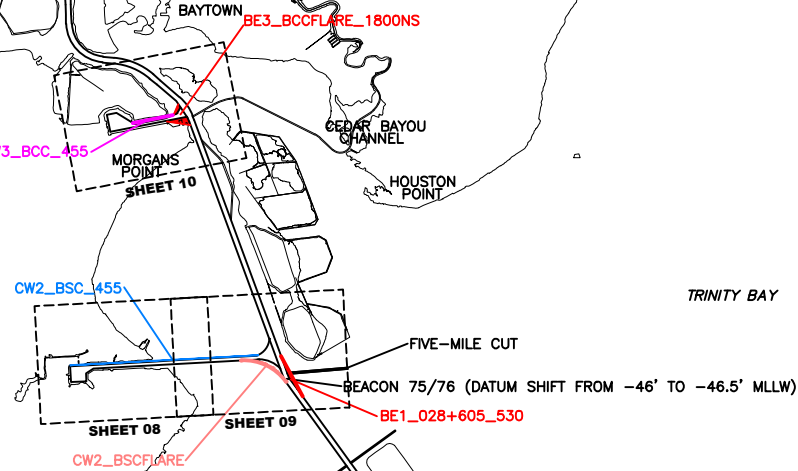 BAYTOWN
BE3_BCCFLARE_1800NS
CEDAR BAYOU
CHANNEL
3_BCC_455
MORGANS
POINT
SHEET 10
HOUSTON
POINT
CW2_BSC_455
TRINITY BAY
FIVE-MILE CUT
BEACON 75/76 (DATUM SHIFT FROM -46' TO -46.5' MLLW)
BE1_028+605_530
SHEET 08
SHEET 09
CW2_BSCFLARE